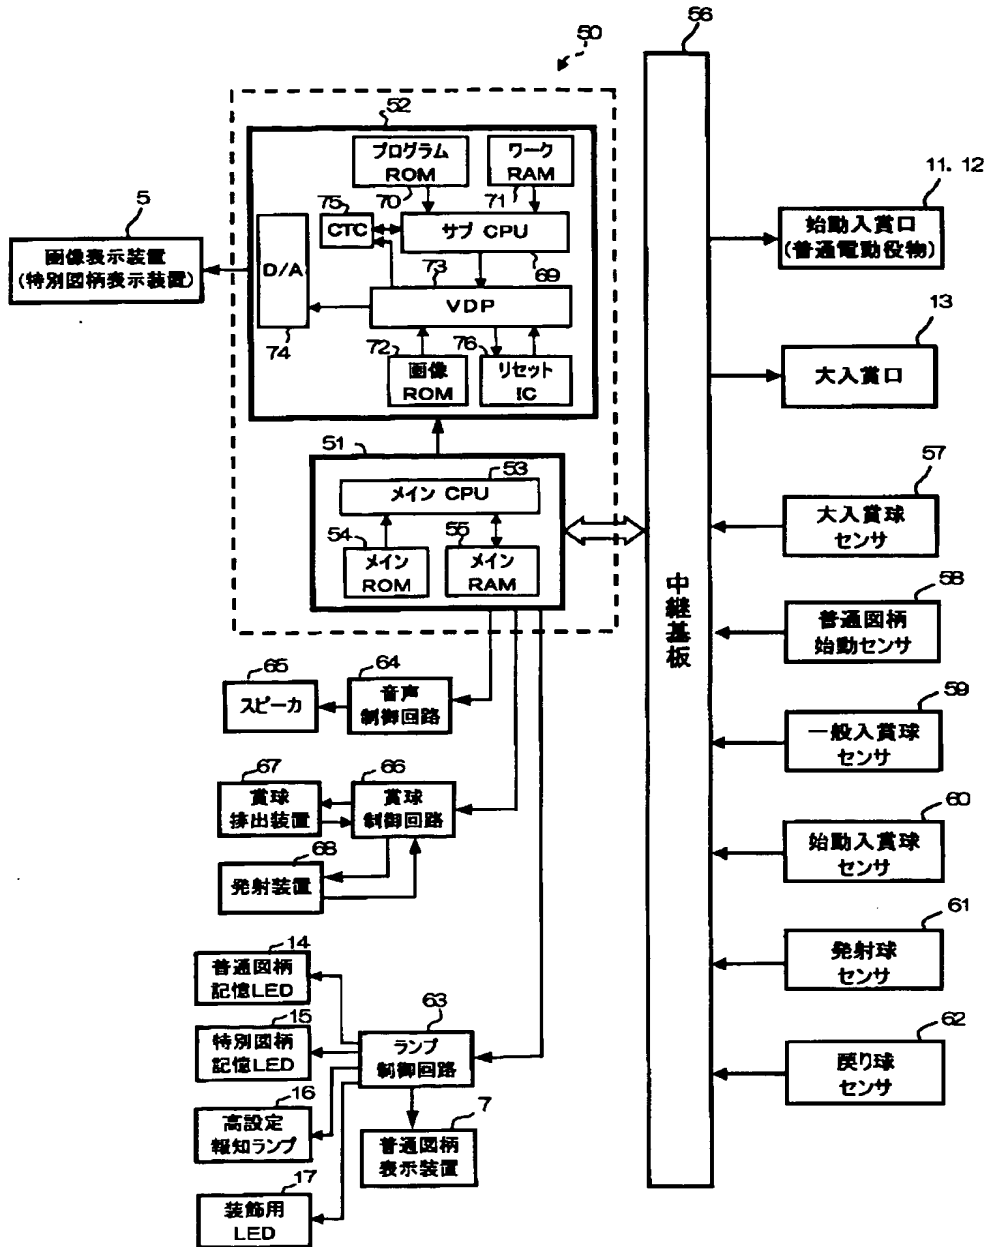 56
50
52
プログラム
ROM
70
ワーク
RAM
71
75
CTC
サブ CPU
69
D/A
74
73
VDP
72
画像
ROM
76
リセット
IC
5
画像表示装置
(特別図柄表示装置)
51
53
メイン CPU
54
メイン
ROM
55
メイン
RAM
中継基板
11, 12
始動入賞口
(普通電動役物)
13
大入賞口
57
大入賞球
センサ
58
普通図柄
始動センサ
59
一般入賞球
センサ
60
始動入賞球
センサ
61
発射球
センサ
62
戻り球
センサ
65
スピーカ
64
音声
制御回路
67
賞球
排出装置
66
賞球
制御回路
68
発射装置
14
普通図柄
記憶LED
15
特別図柄
記憶LED
63
ランプ
制御回路
16
高設定
報知ランプ
7
普通図柄
表示装置
17
装飾用
LED